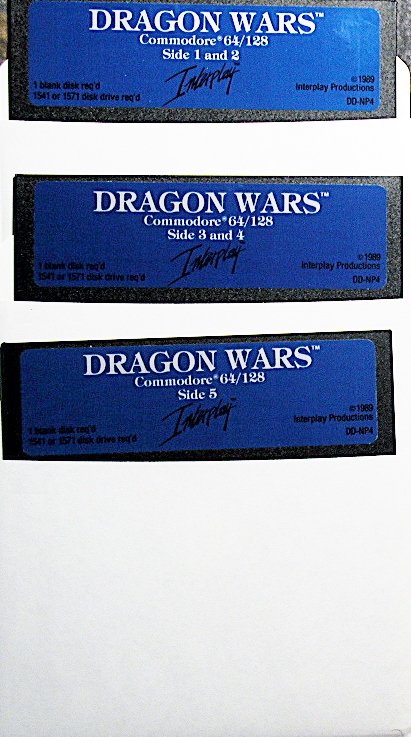 DRAGON WARS™
Commodore® 64/128
Side 1 and 2
Interplay™
1 blank disk req'd
1541 or 1571 disk drive req'd
©1989
Interplay Productions
DD-NP4
DRAGON WARS™
Commodore® 64/128
Side 3 and 4
Interplay™
1 blank disk req'd
1541 or 1571 disk drive req'd
©1989
Interplay Productions
DD-NP4
DRAGON WARS™
Commodore® 64/128
Side 5
Interplay™
1 blank disk req'd
1541 or 1571 disk drive req'd
©1989
Interplay Productions
DD-NP4